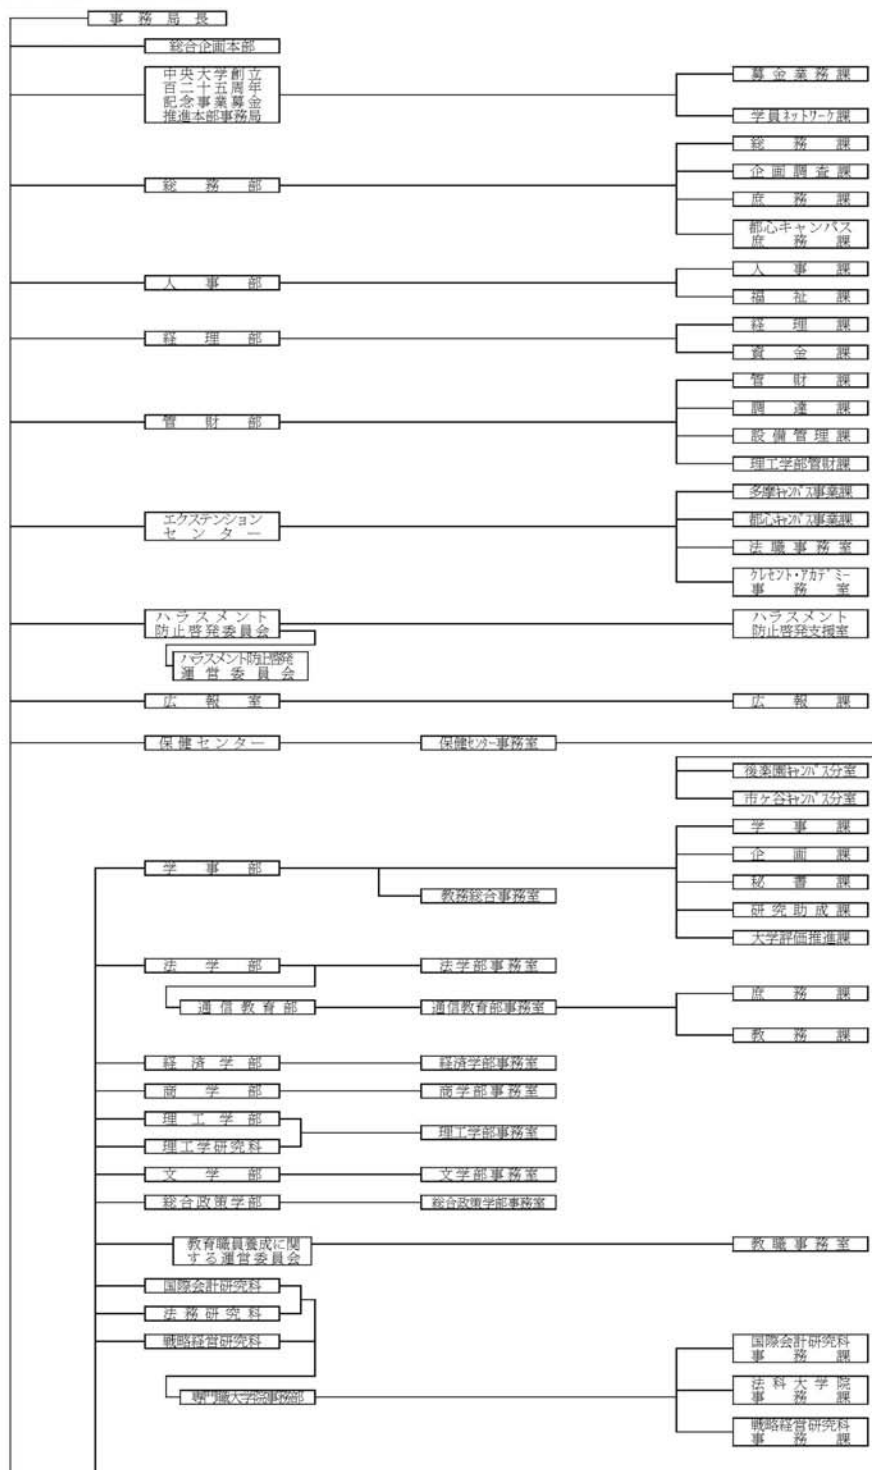 事務局長
総合企画本部
中央大学創立
百二十五周年
記念事業募金
推進本部事務局
募金業務課
学員ネットワーク課
総務部
総務課
企画調査課
庶務課
都心キャンパス
庶務課
人事部
人事課
福祉課
経理部
経理課
資金課
管財部
管財課
調達課
設備管理課
理工学部管財課
エクステンション
センター
多摩キャンパス事業課
都心キャンパス事業課
法職事務室
クレセント・アカデミー
事務室
ハラスメント
防止啓発委員会
ハラスメント
防止啓発支援室
ハラスメント防止啓発
運営委員会
広報室
広報課
保健センター
保健センター事務室
後楽園キャンパス分室
市ヶ谷キャンパス分室
学事部
教務総合事務室
学事課
企画課
秘書課
研究助成課
大学評価推進課
法学部
法学部事務室
通信教育部
通信教育部事務室
庶務課
教務課
経済学部
経済学部事務室
商学部
商学部事務室
理工学部
理工学研究科
理工学部事務室
文学部
文学部事務室
総合政策学部
総合政策学部事務室
教育職員養成に関
する運営委員会
教職事務室
国際会計研究科
法務研究科
戦略経営研究科
専門職大学院事務部
国際会計研究科
事務課
法科大学院
事務課
戦略経営研究科
事務課